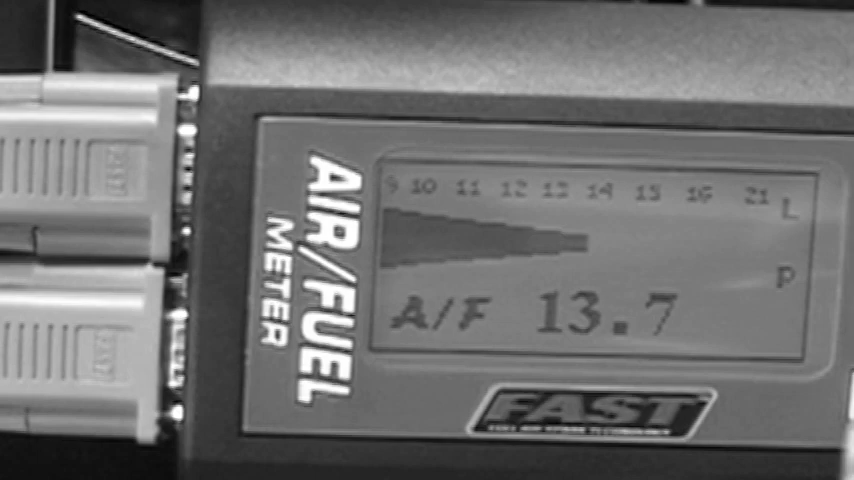 AIR/FUEL
METER
9 10 11 12 13 14 15 16 21 L
P
A/F 13.7
FAST